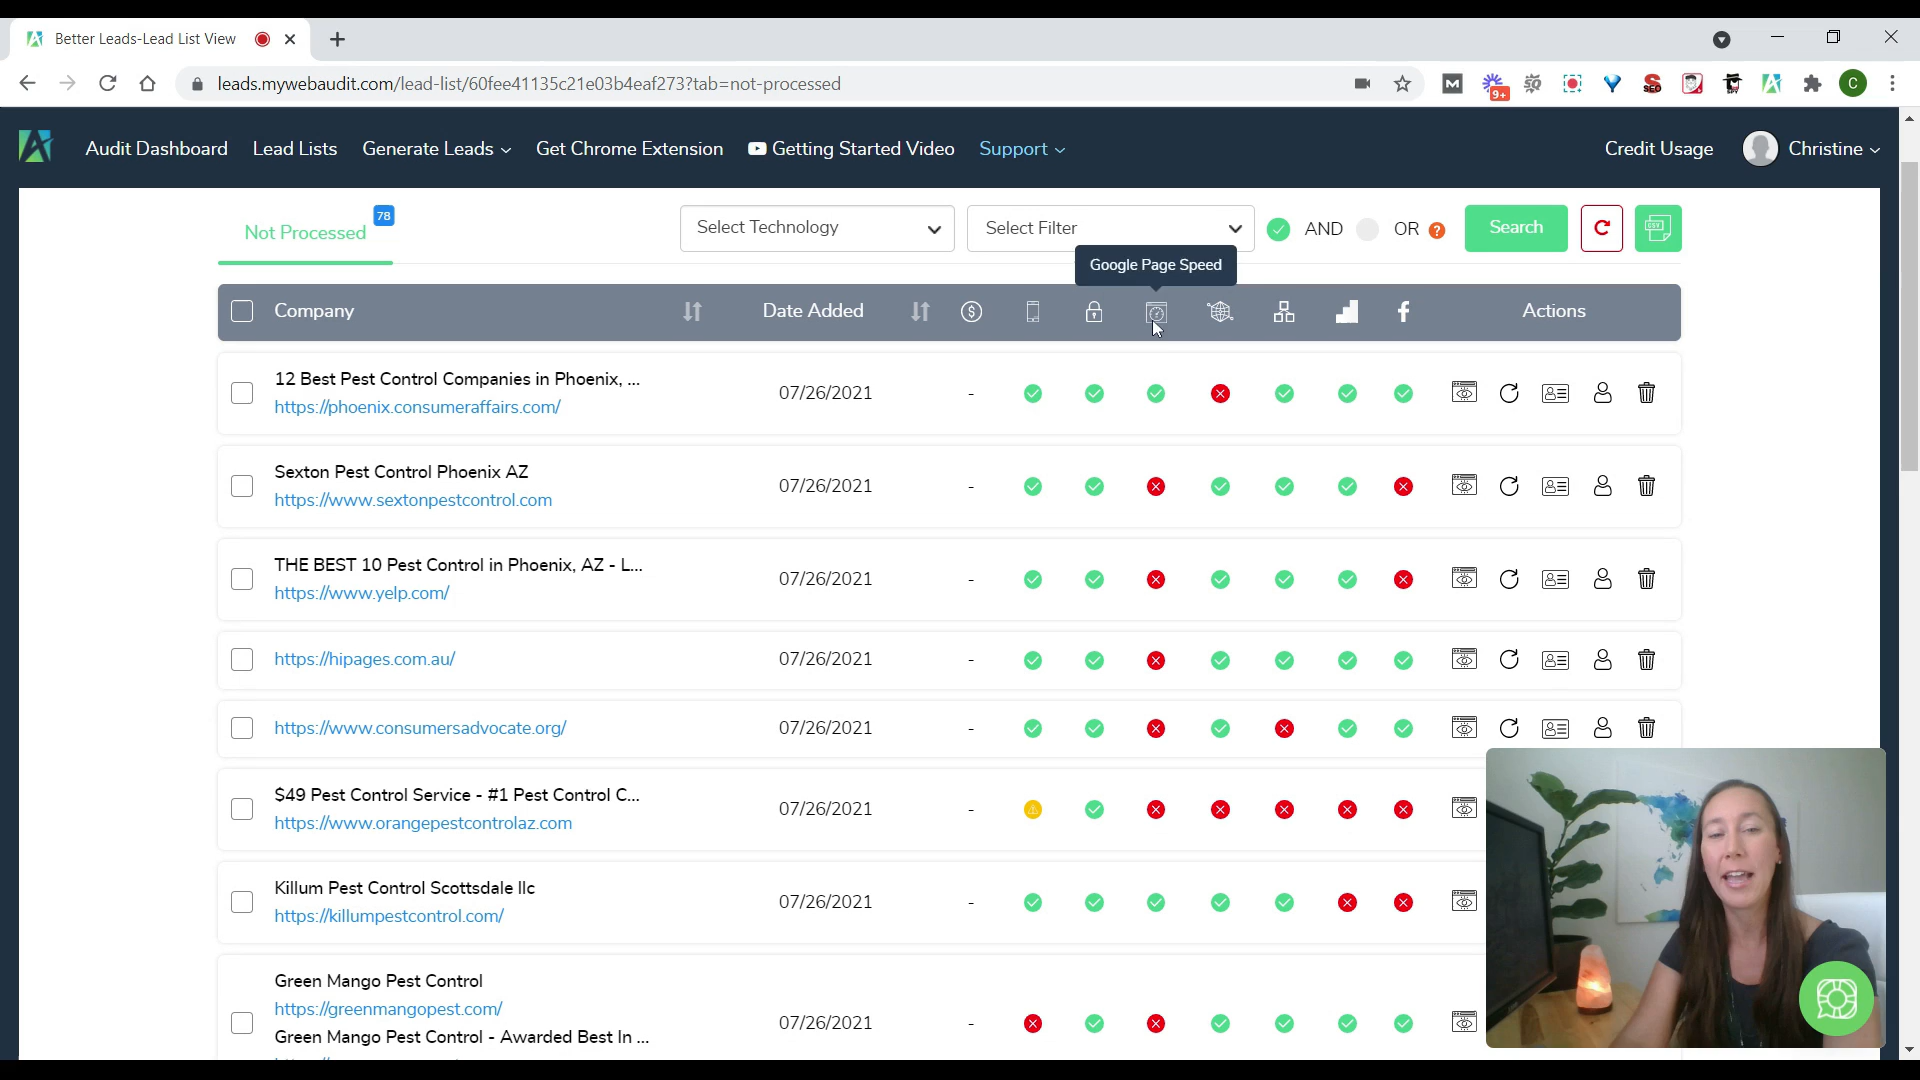 Better Leads-Lead List View
leads.mywebaudit.com/lead-list/60fee41135c21e03b4eaf273?tab=not-processed
9+
SEO
C
Audit Dashboard
Lead Lists
Generate Leads
Get Chrome Extension
Getting Started Video
Support
Credit Usage
Christine
Not Processed
78
Select Technology
Select Filter
AND
OR
?
Search
CSV
Google Page Speed
Company
Date Added
Actions
12 Best Pest Control Companies in Phoenix, ...
https://phoenix.consumeraffairs.com/
07/26/2021
-
Sexton Pest Control Phoenix AZ
https://www.sextonpestcontrol.com
07/26/2021
-
THE BEST 10 Pest Control in Phoenix, AZ - L...
https://www.yelp.com/
07/26/2021
-
https://hipages.com.au/
07/26/2021
-
https://www.consumersadvocate.org/
07/26/2021
-
$49 Pest Control Service - #1 Pest Control C...
https://www.orangepestcontrolaz.com
07/26/2021
-
Killum Pest Control Scottsdale llc
https://killumpestcontrol.com/
07/26/2021
-
Green Mango Pest Control
https://greenmangopest.com/
Green Mango Pest Control - Awarded Best In ...
07/26/2021
-